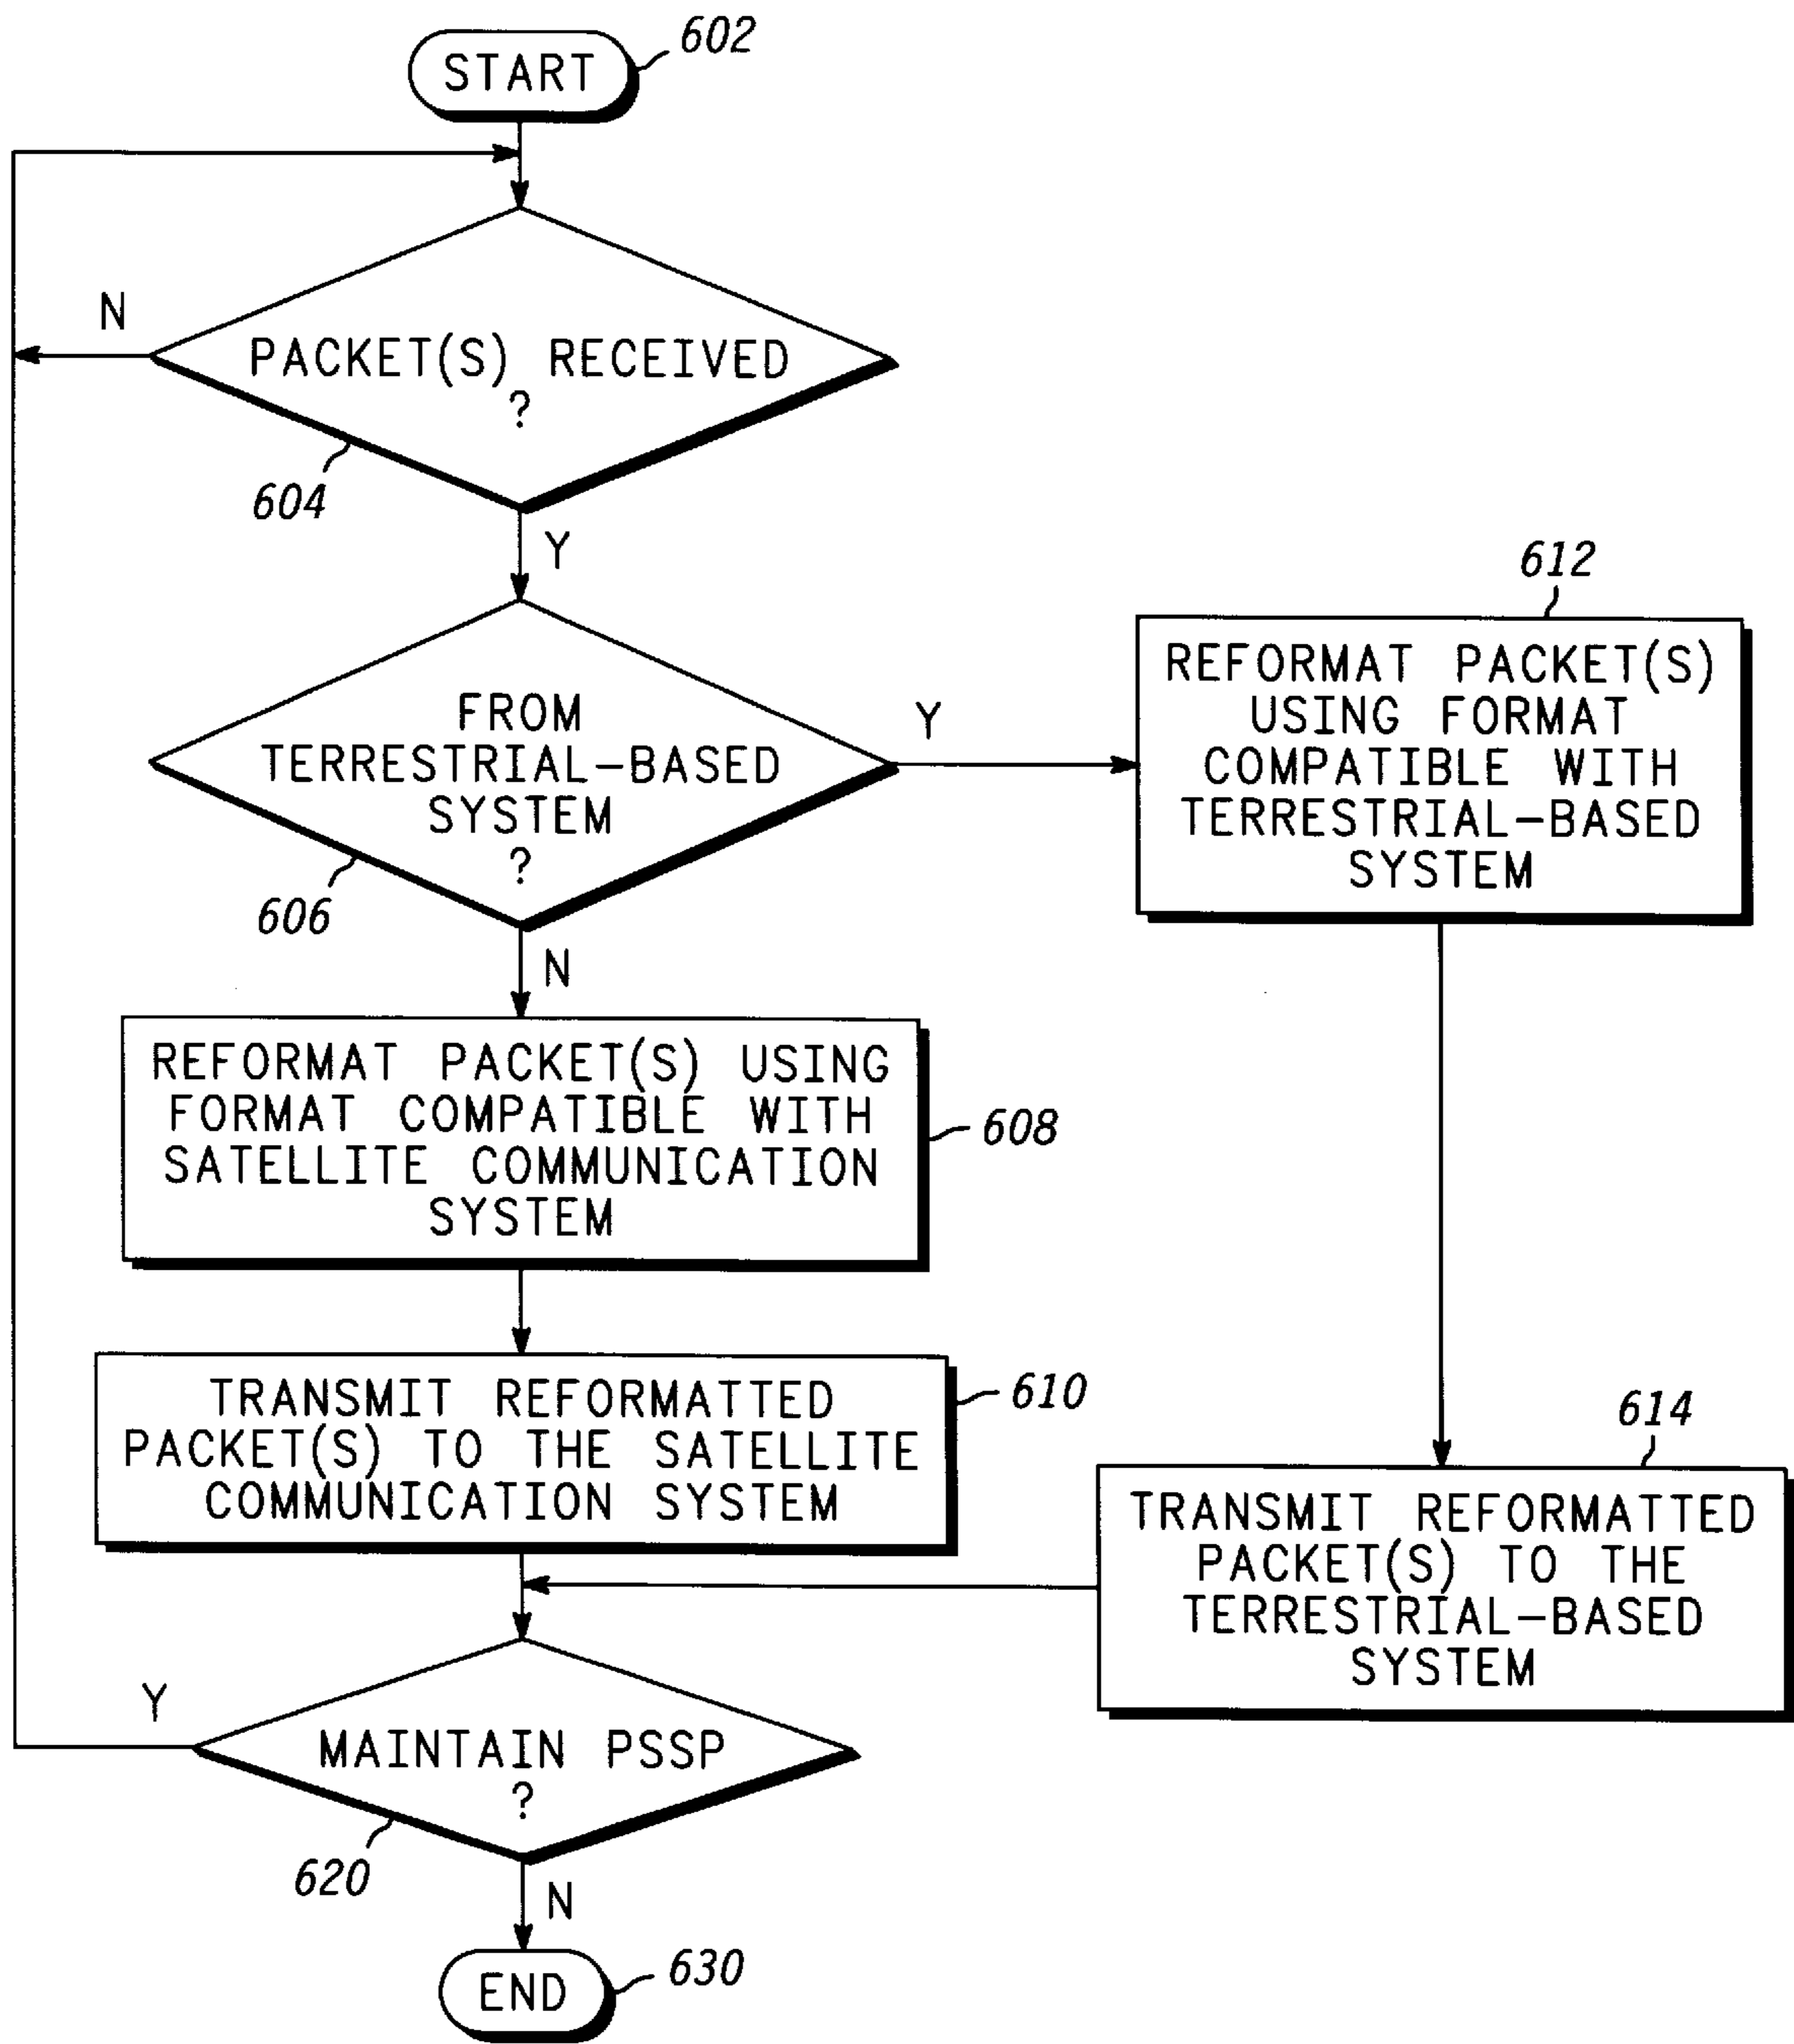 602
START
N
PACKET(S) RECEIVED
?
604
Y
612
FROM
TERRESTRIAL-BASED
SYSTEM
?
Y
606
REFORMAT PACKET(S)
USING FORMAT
COMPATIBLE WITH
TERRESTRIAL-BASED
SYSTEM
N
REFORMAT PACKET(S) USING
FORMAT COMPATIBLE WITH
SATELLITE COMMUNICATION
SYSTEM
608
TRANSMIT REFORMATTED
PACKET(S) TO THE SATELLITE
COMMUNICATION SYSTEM
610
614
TRANSMIT REFORMATTED
PACKET(S) TO THE
TERRESTRIAL-BASED
SYSTEM
Y
MAINTAIN PSSP
?
620
N
END
630